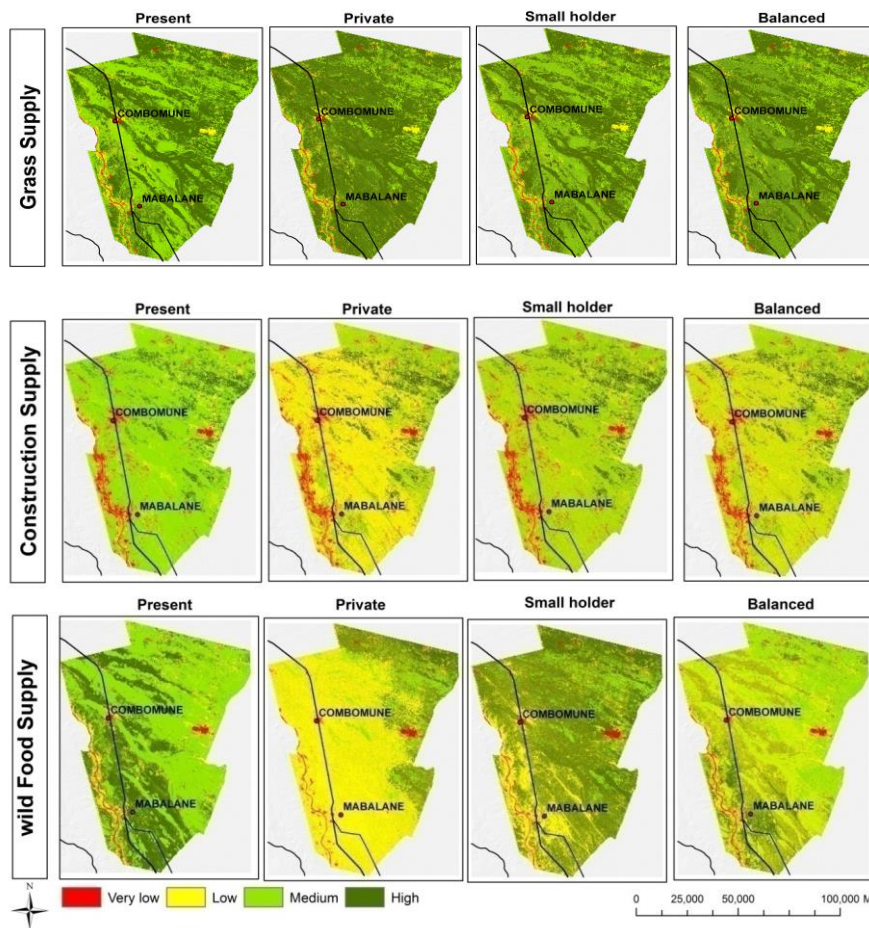 Present Private Small holder Balanced
Grass Supply
COMBOMUNE COMBOMUNE COMBOMUNE COMBOMUNE
MABALANE MABALANE MABALANE MABALANE
Present Private Small holder Balanced
Construction Supply
COMBOMUNE COMBOMUNE COMBOMUNE COMBOMUNE
MABALANE MABALANE MABALANE MABALANE
Present Private Small holder Balanced
wild Food Supply
COMBOMUNE COMBOMUNE COMBOMUNE COMBOMUNE
MABALANE MABALANE MABALANE MABALANE
N
Very low Low Medium High
0 25,000 50,000 100,000 M